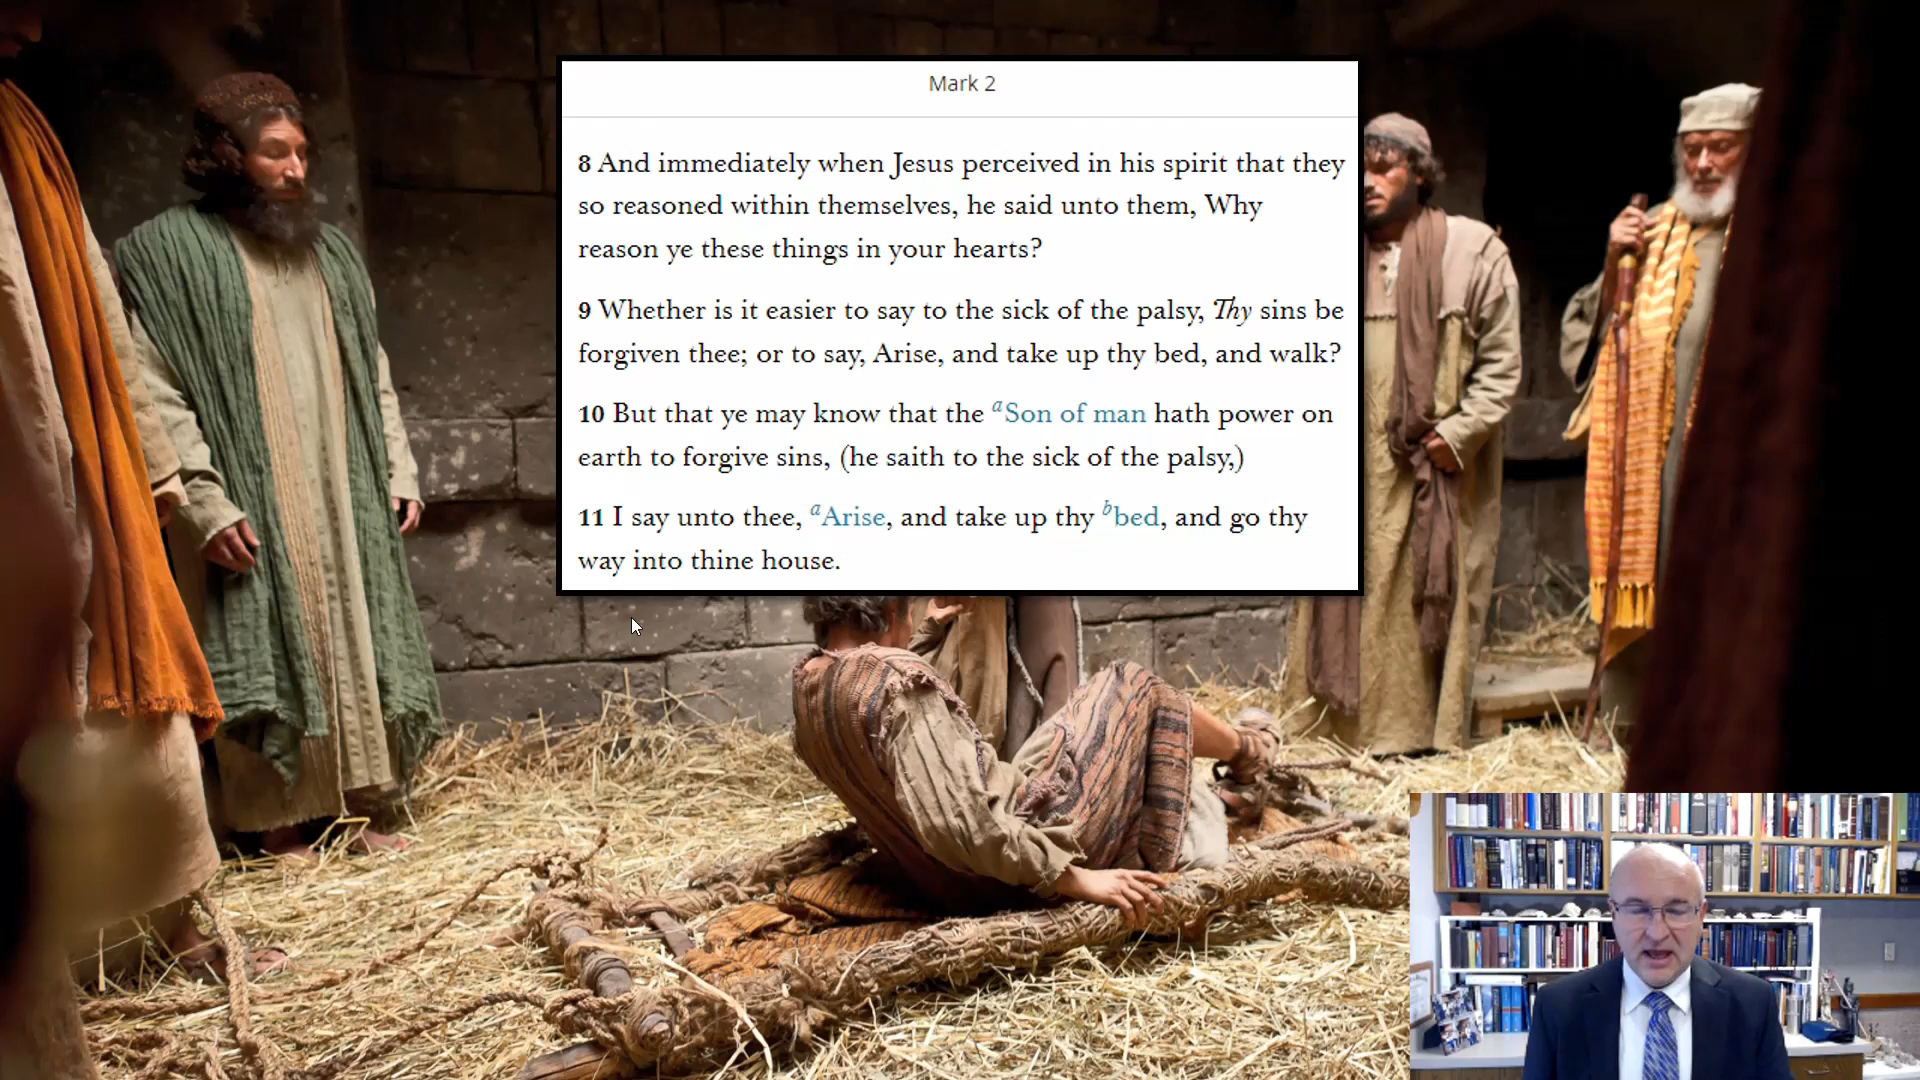 Mark 2
8 And immediately when Jesus perceived in his spirit that they
so reasoned within themselves, he said unto them, Why
reason ye these things in your hearts?
9 Whether is it easier to say to the sick of the palsy, Thy sins be
forgiven thee; or to say, Arise, and take up thy bed, and walk?
10 But that ye may know that the aSon of man hath power on
earth to forgive sins, (he saith to the sick of the palsy,)
11 I say unto thee, aArise, and take up thy bbed, and go thy
way into thine house.